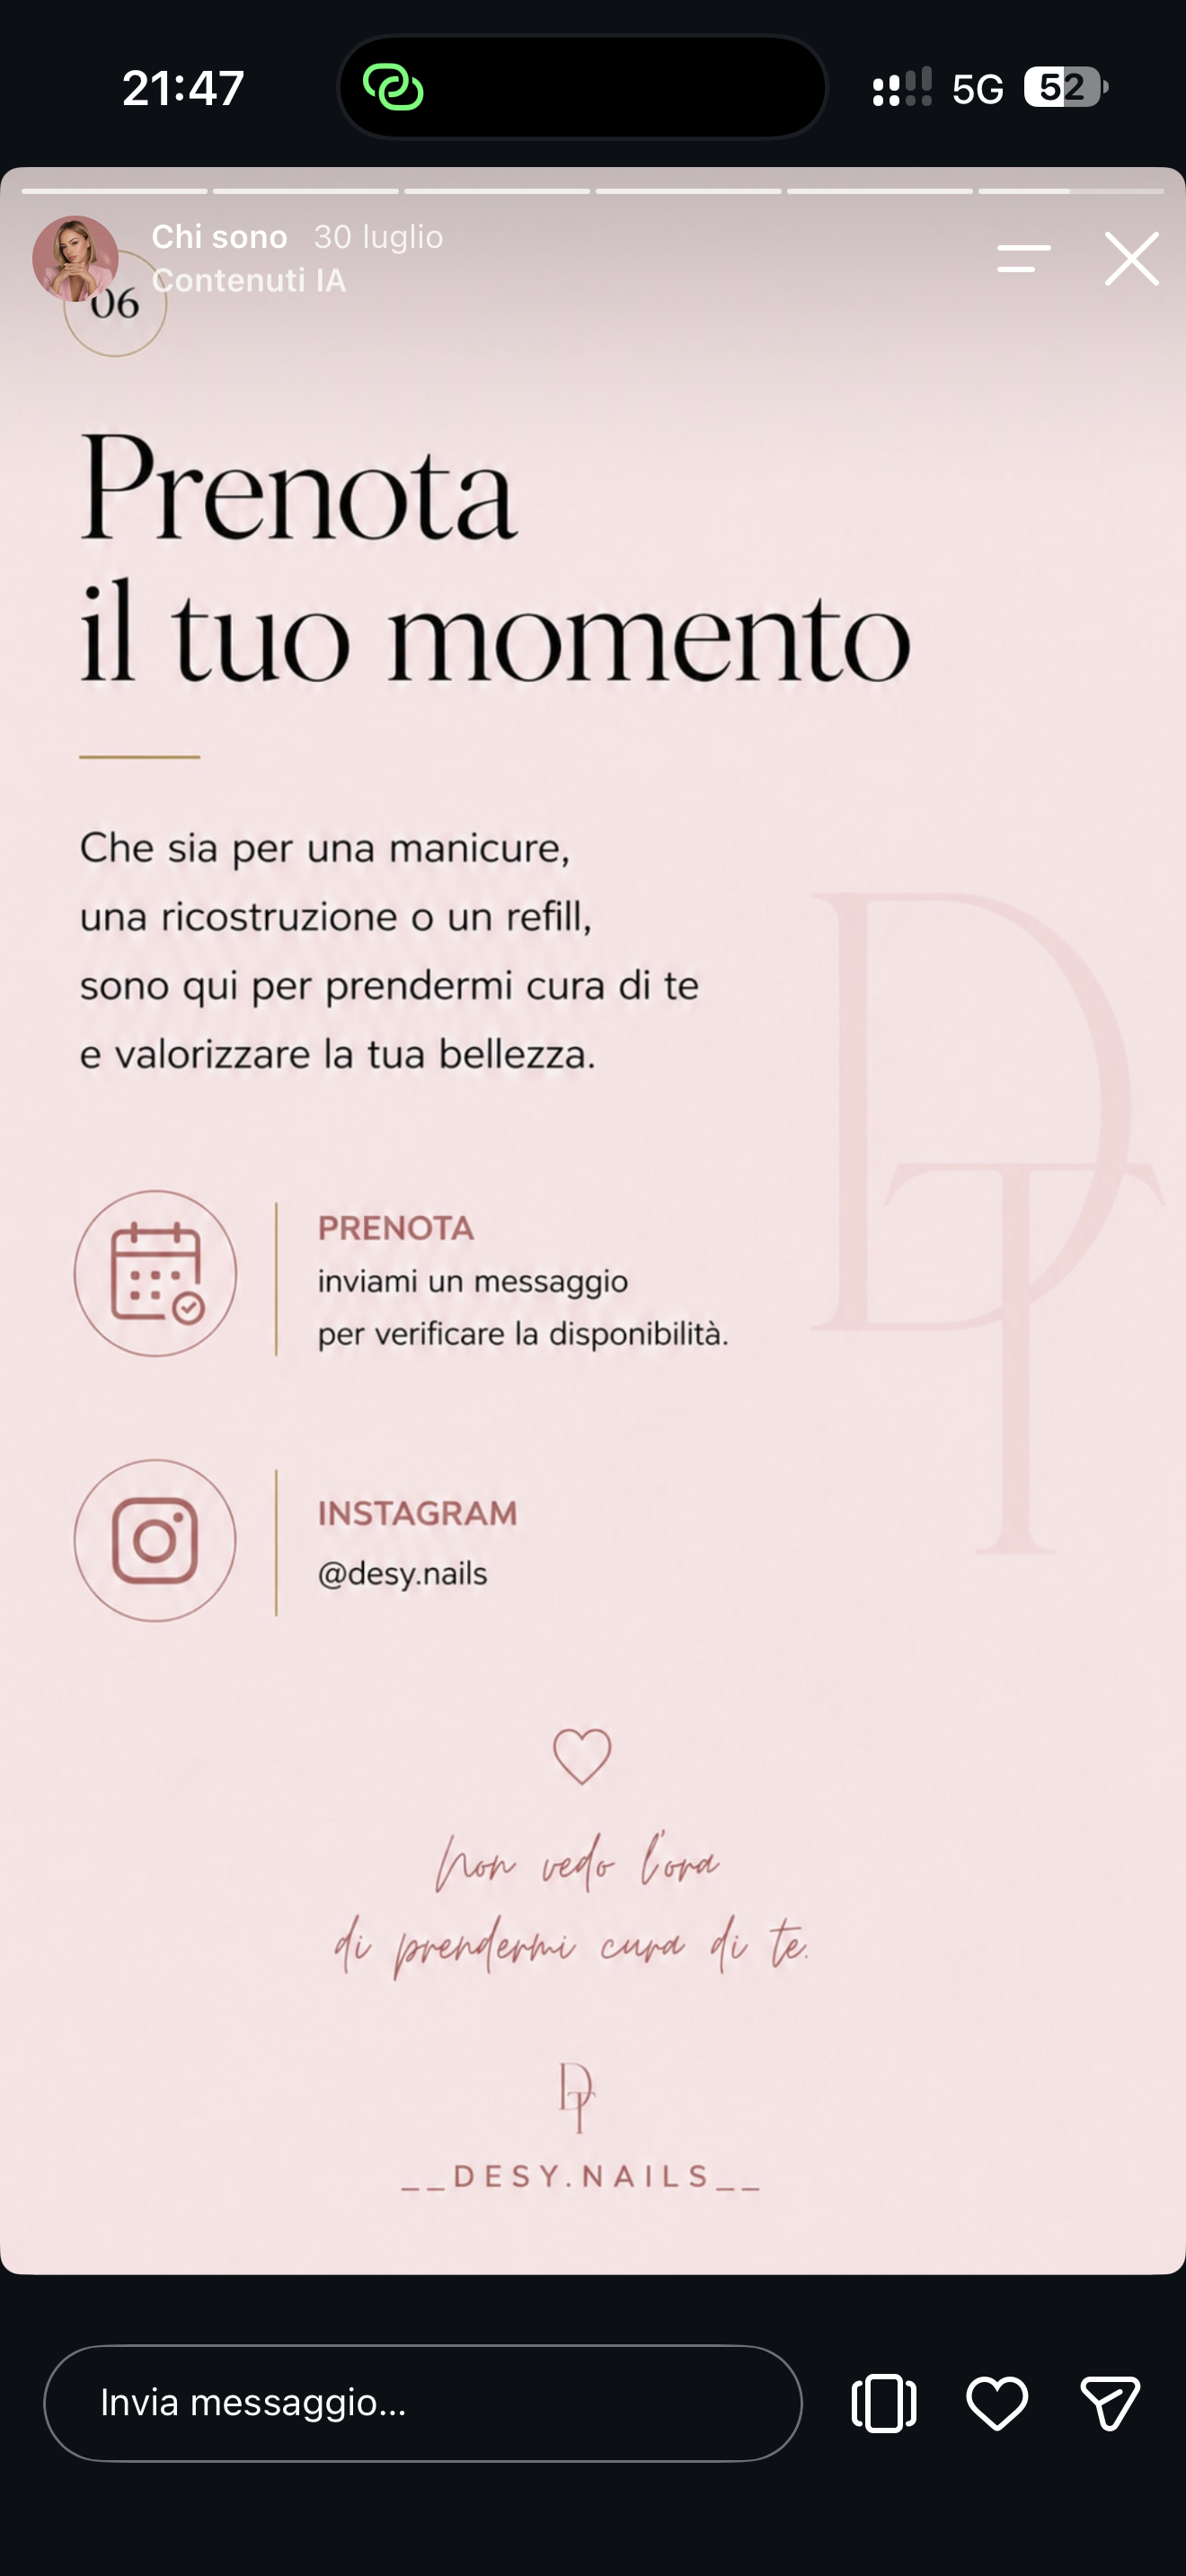 21:47
5G
52
Chi sono 30 luglio
Contenuti IA
06
Prenota
il tuo momento
Che sia per una manicure,
una ricostruzione o un refill,
sono qui per prendermi cura di te
e valorizzare la tua bellezza.
DT
PRENOTA
inviami un messaggio
per verificare la disponibilità.
INSTAGRAM
@desy.nails
Non vedo l'ora
di prendermi cura di te.
DT
__DESY.NAILS__
Invia messaggio...